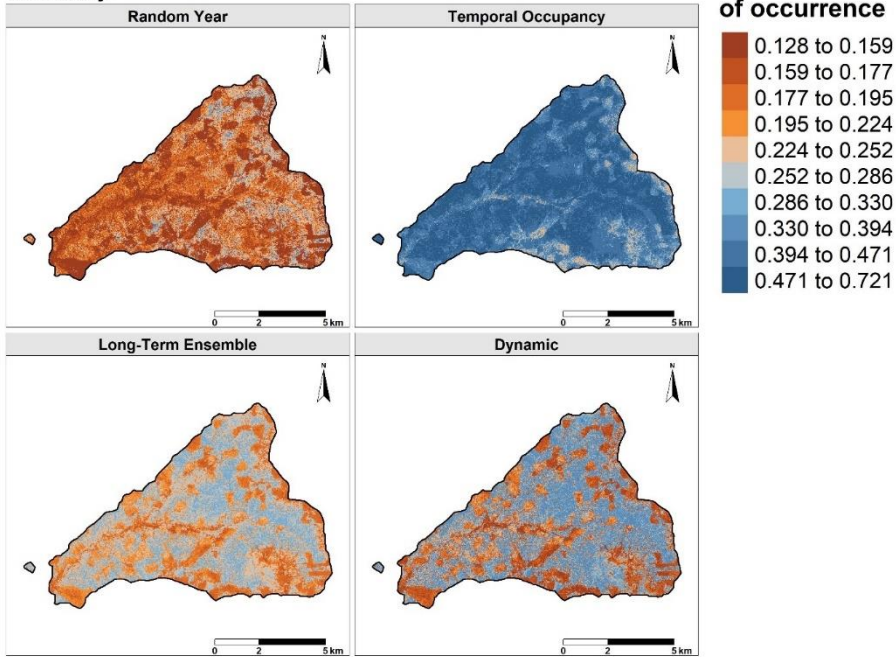 of occurrence
Random Year
Temporal Occupancy
N
N
0.128 to 0.159
0.159 to 0.177
0.177 to 0.195
0.195 to 0.224
0.224 to 0.252
0.252 to 0.286
0.286 to 0.330
0.330 to 0.394
0.394 to 0.471
0.471 to 0.721
0 2 5 km
0 2 5 km
Long-Term Ensemble
Dynamic
N
N
0 2 5 km
0 2 5 km